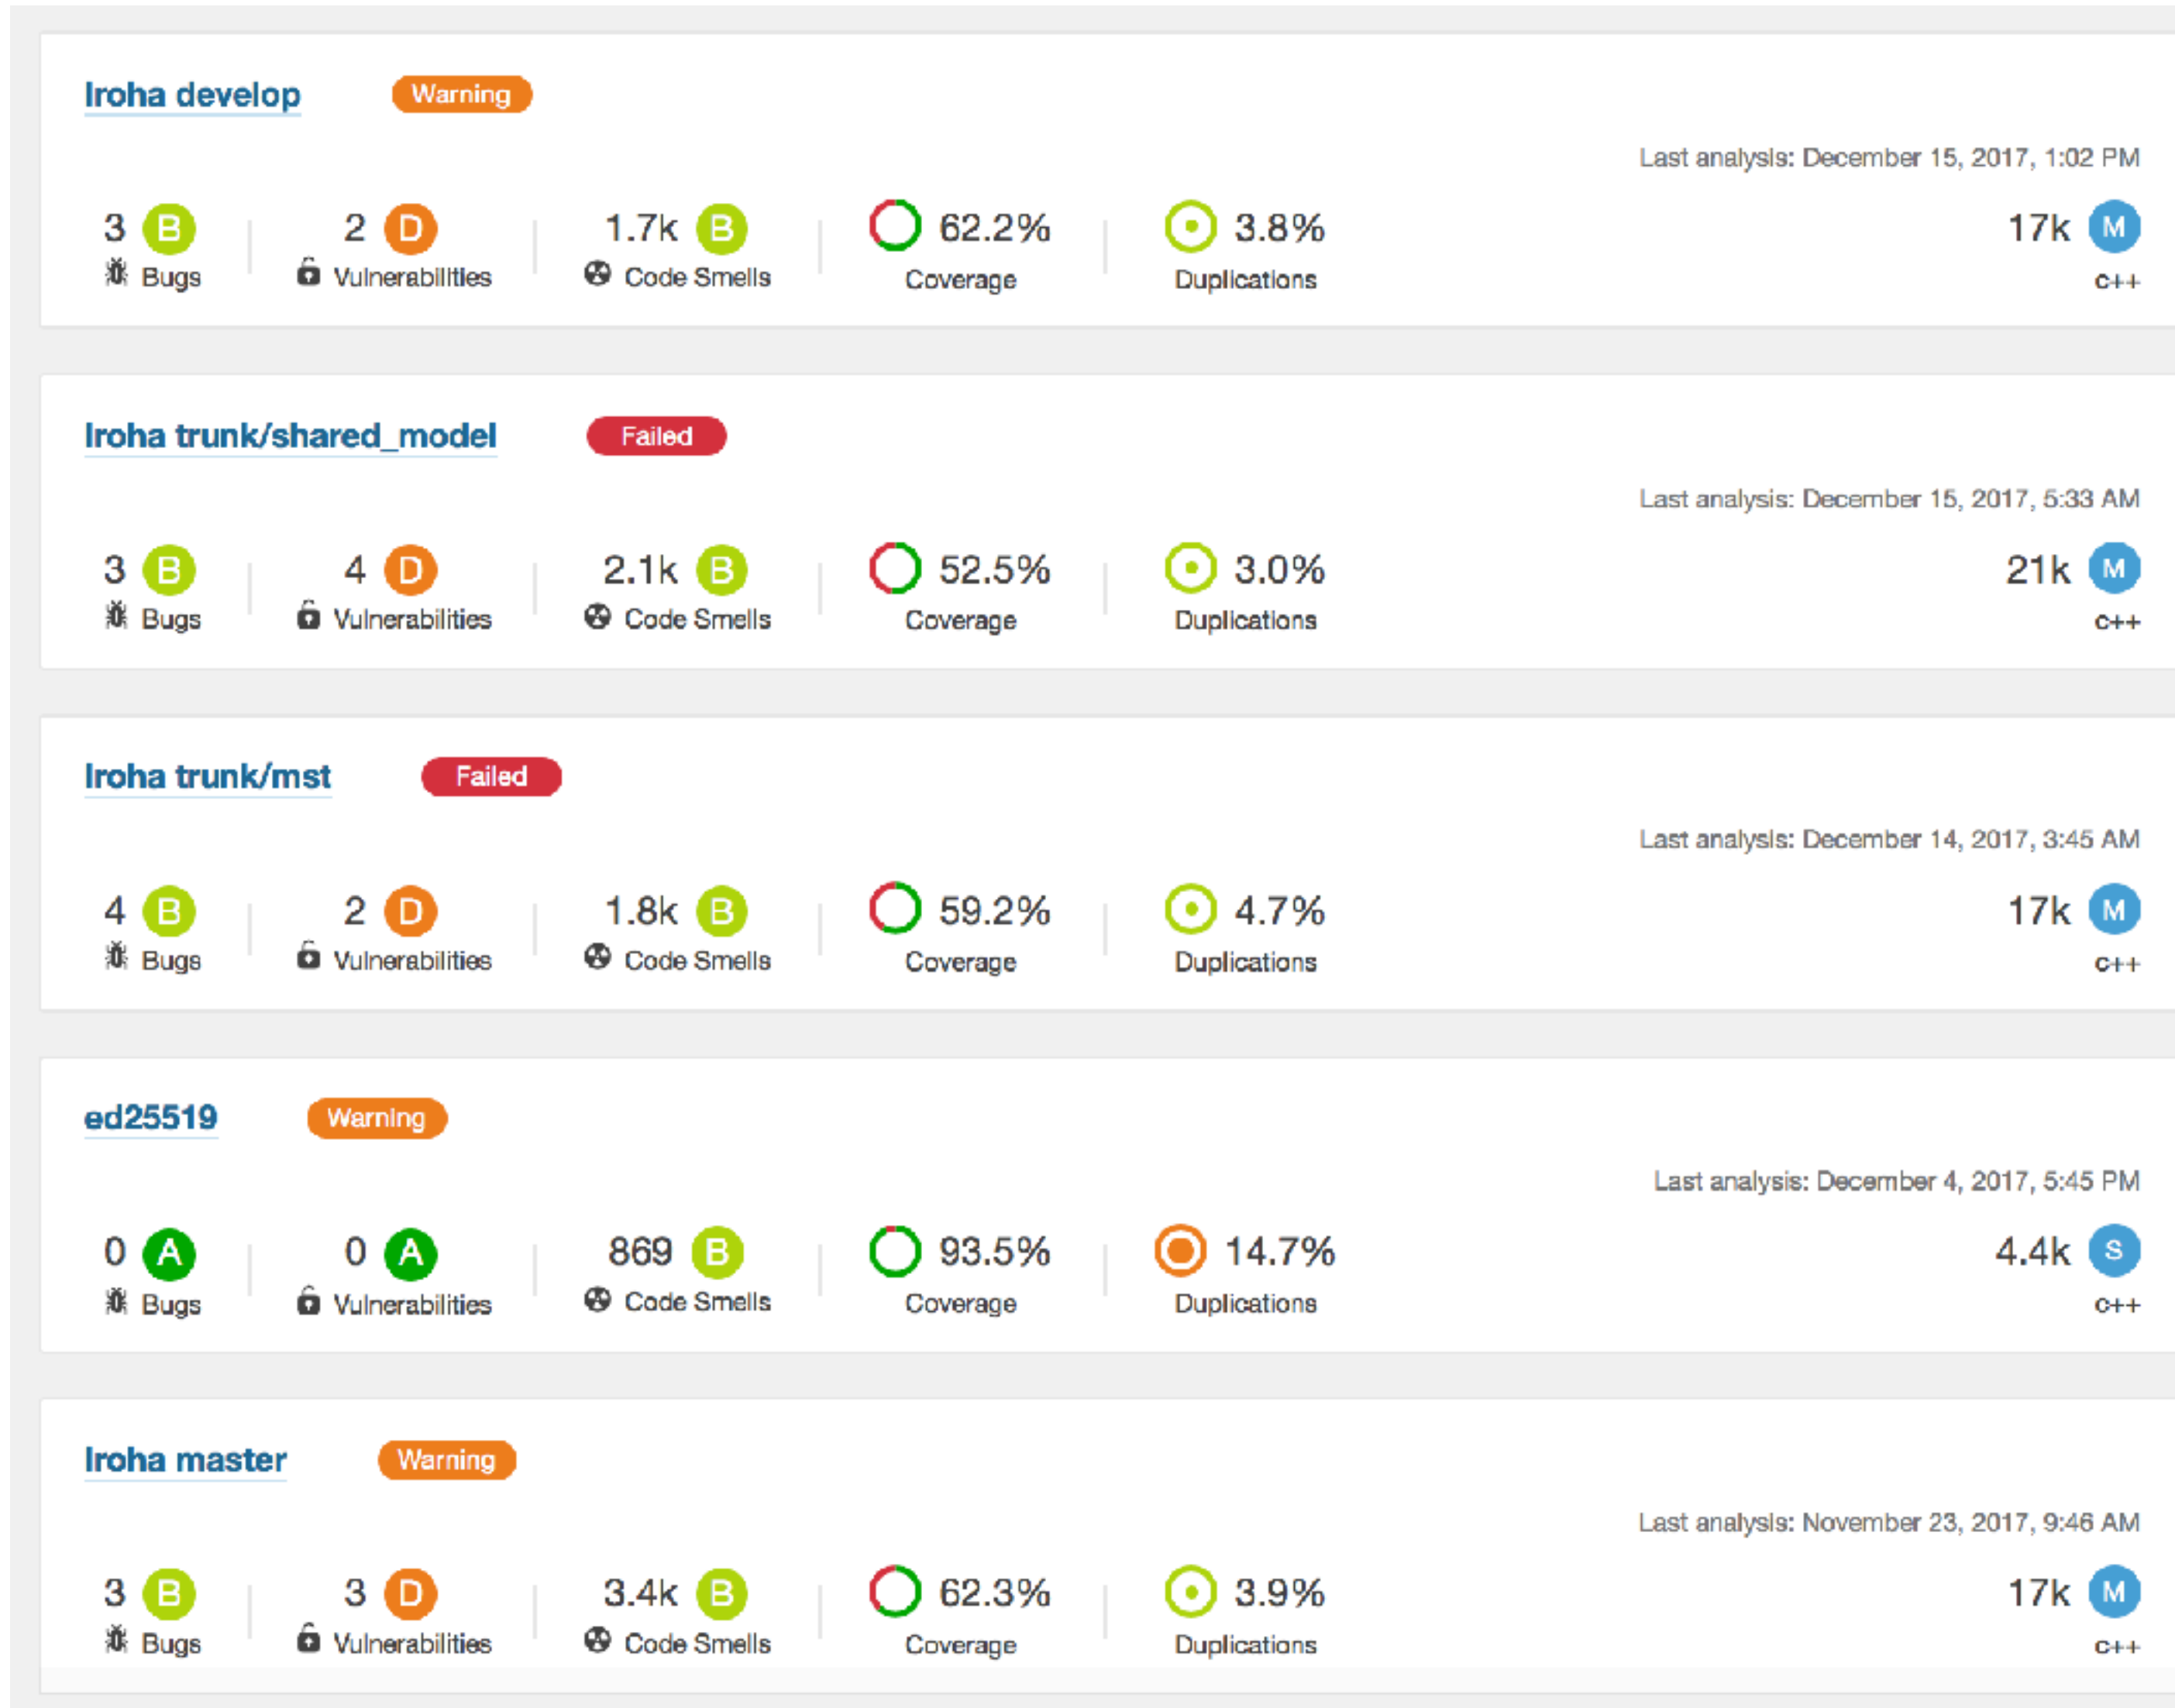 Iroha develop Warning
Last analysis: December 15, 2017, 1:02 PM
3 B 2 D 1.7k B 62.2% 3.8% 17k M
Bugs Vulnerabilities Code Smells Coverage Duplications c++
Iroha trunk/shared_model Failed
Last analysis: December 15, 2017, 5:33 AM
3 B 4 D 2.1k B 52.5% 3.0% 21k M
Bugs Vulnerabilities Code Smells Coverage Duplications c++
Iroha trunk/mst Failed
Last analysis: December 14, 2017, 3:45 AM
4 B 2 D 1.8k B 59.2% 4.7% 17k M
Bugs Vulnerabilities Code Smells Coverage Duplications c++
ed25519 Warning
Last analysis: December 4, 2017, 5:45 PM
0 A 0 A 869 B 93.5% 14.7% 4.4k S
Bugs Vulnerabilities Code Smells Coverage Duplications c++
Iroha master Warning
Last analysis: November 23, 2017, 9:46 AM
3 B 3 D 3.4k B 62.3% 3.9% 17k M
Bugs Vulnerabilities Code Smells Coverage Duplications c++